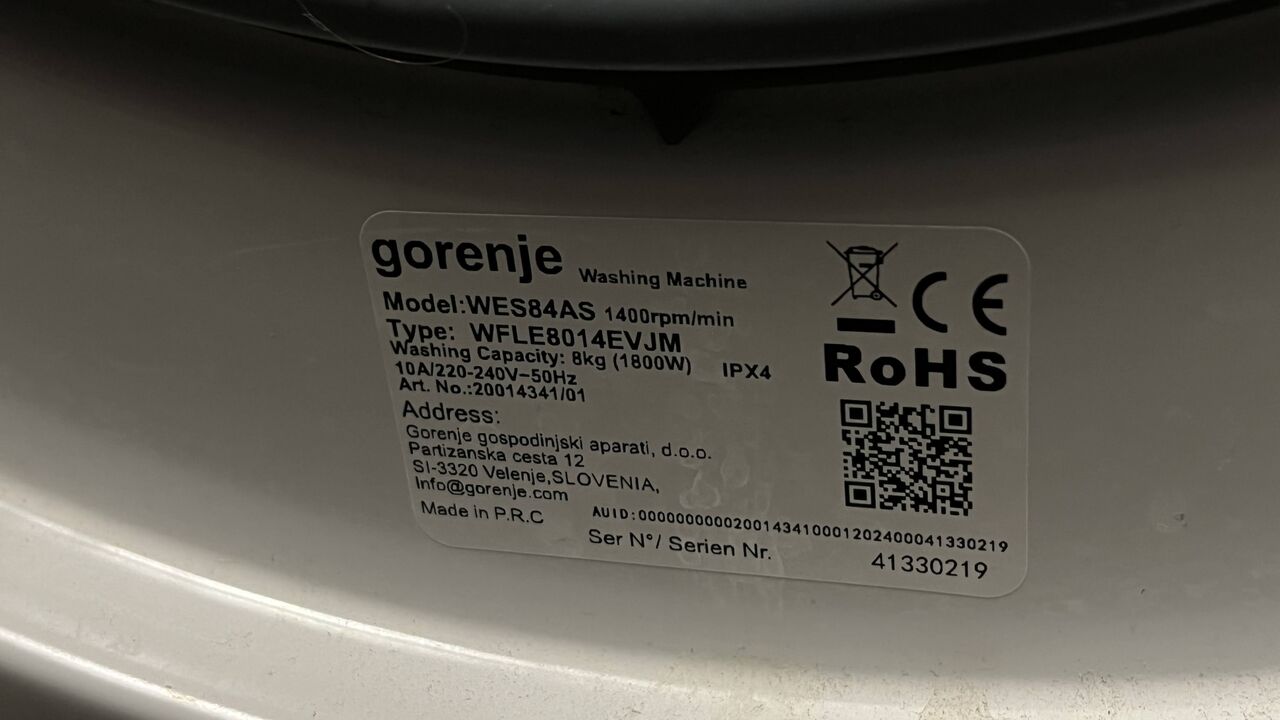 gorenje Washing Machine
Model:WES84AS 1400rpm/min
Type: WFLE8014EVJM
Washing Capacity: 8kg (1800W) IPX4
10A/220-240V~50Hz
Art. No.:20014341/01
Address:
Gorenje gospodinjski aparati, d.o.o.
Partizanska cesta 12
SI-3320 Velenje,SLOVENIA,
Info@gorenje.com
Made in P.R.C
CE
RoHS
AUID:0000000000200143410001202400041330219
Ser N°/ Serien Nr. 41330219